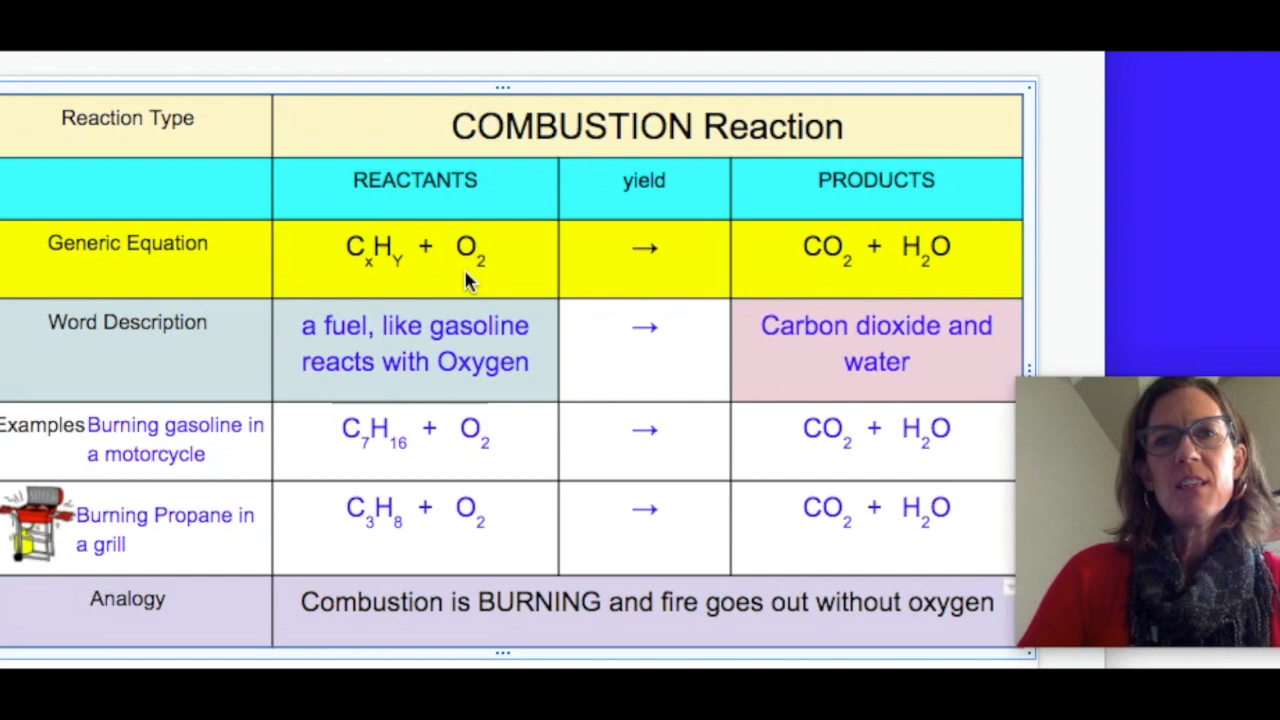 Reaction Type
COMBUSTION Reaction
REACTANTS
yield
PRODUCTS
Generic Equation
CₓHY + O₂
→
CO₂ + H₂O
Word Description
a fuel, like gasoline
reacts with Oxygen
→
Carbon dioxide and
water
Examples Burning gasoline in
a motorcycle
C₇H₁₆ + O₂
→
CO₂ + H₂O
Burning Propane in
a grill
C₃H₈ + O₂
→
CO₂ + H₂O
Analogy
Combustion is BURNING and fire goes out without oxygen